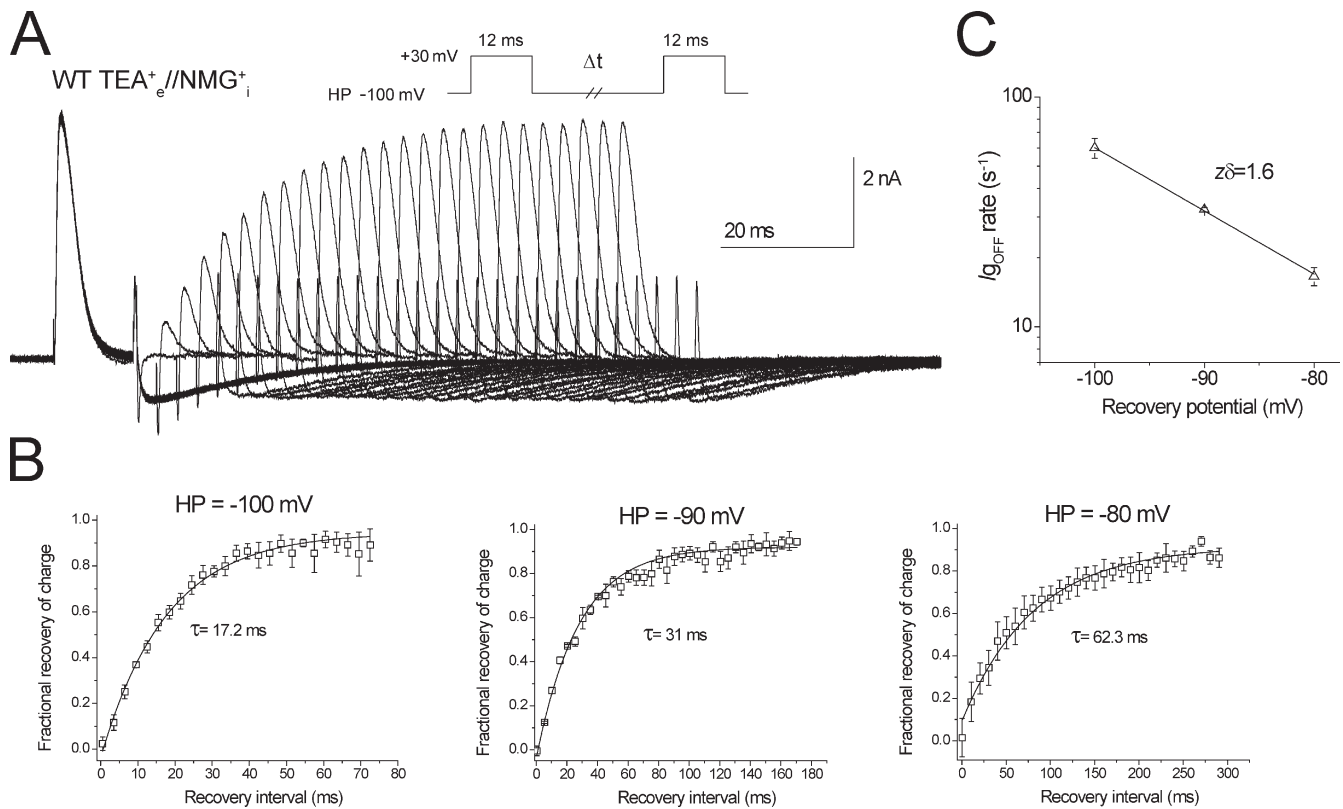 A
WT TEA⁺ₑ//NMG⁺ᵢ
12 ms
12 ms
+30 mV
Δt
HP -100 mV
2 nA
20 ms
C
100
10
Ig_OFF rate (s⁻¹)
zδ=1.6
-100
-90
-80
Recovery potential (mV)
B
HP = -100 mV
Fractional recovery of charge
1.0
0.8
0.6
0.4
0.2
0.0
τ= 17.2 ms
0 10 20 30 40 50 60 70 80
Recovery interval (ms)
HP = -90 mV
Fractional recovery of charge
1.0
0.8
0.6
0.4
0.2
0.0
τ= 31 ms
0 20 40 60 80 100 120 140 160 180
Recovery interval (ms)
HP = -80 mV
Fractional recovery of charge
1.0
0.8
0.6
0.4
0.2
0.0
τ= 62.3 ms
0 50 100 150 200 250 300
Recovery interval (ms)